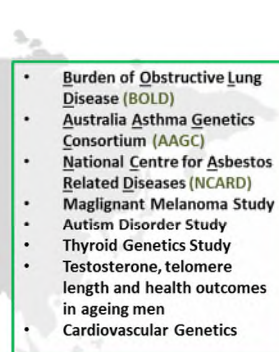 • Burden of Obstructive Lung
Disease (BOLD)
• Australia Asthma Genetics
Consortium (AAGC)
• National Centre for Asbestos
Related Diseases (NCARD)
• Maglignant Melanoma Study
• Autism Disorder Study
• Thyroid Genetics Study
• Testosterone, telomere
length and health outcomes
in ageing men
• Cardiovascular Genetics